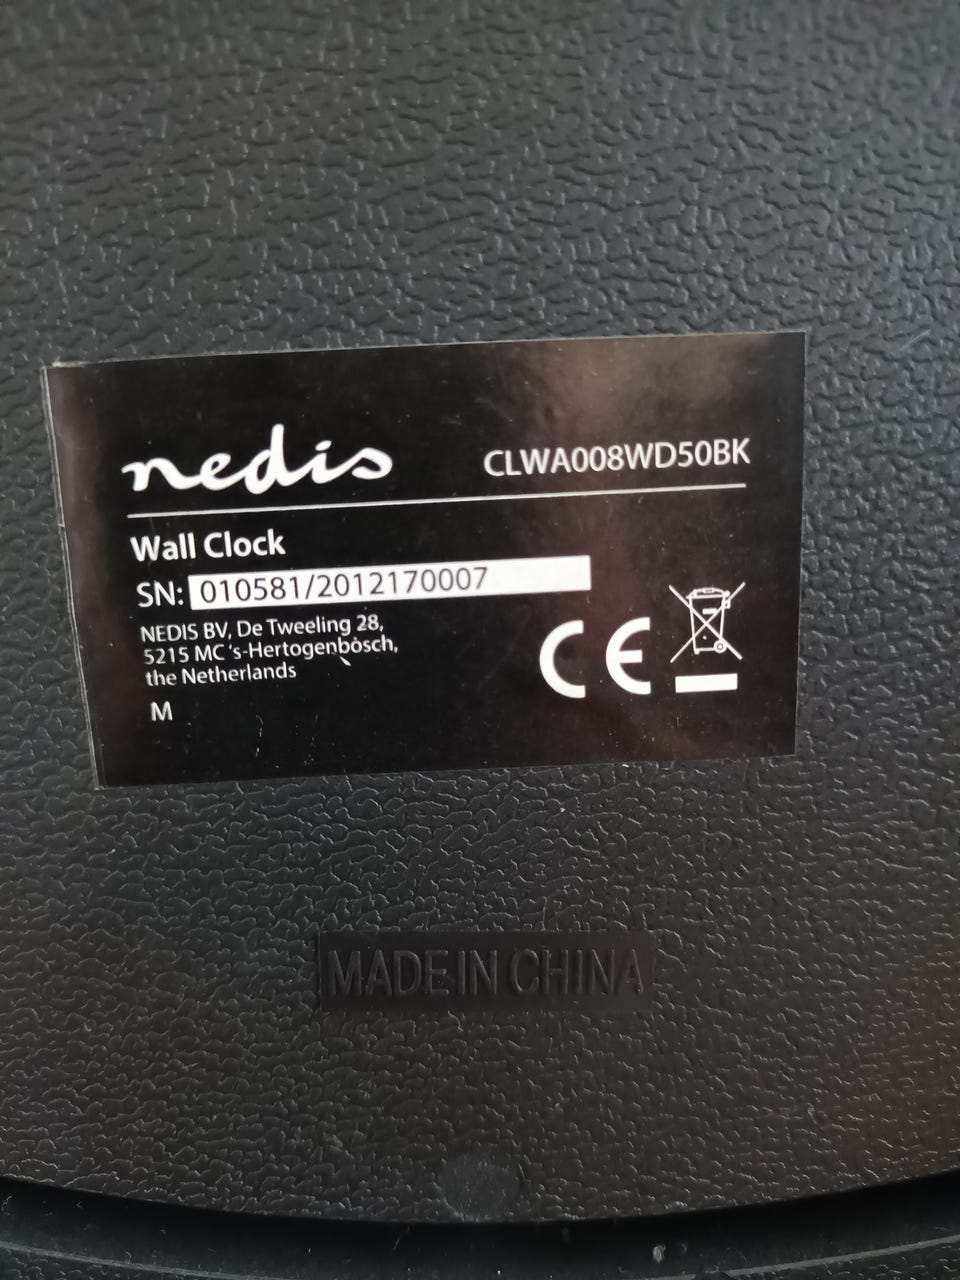 nedis
CLWA008WD50BK
Wall Clock
SN: 010581/2012170007
NEDIS BV, De Tweeling 28,
5215 MC 's-Hertogenbosch,
the Netherlands
M
CE
MADE IN CHINA